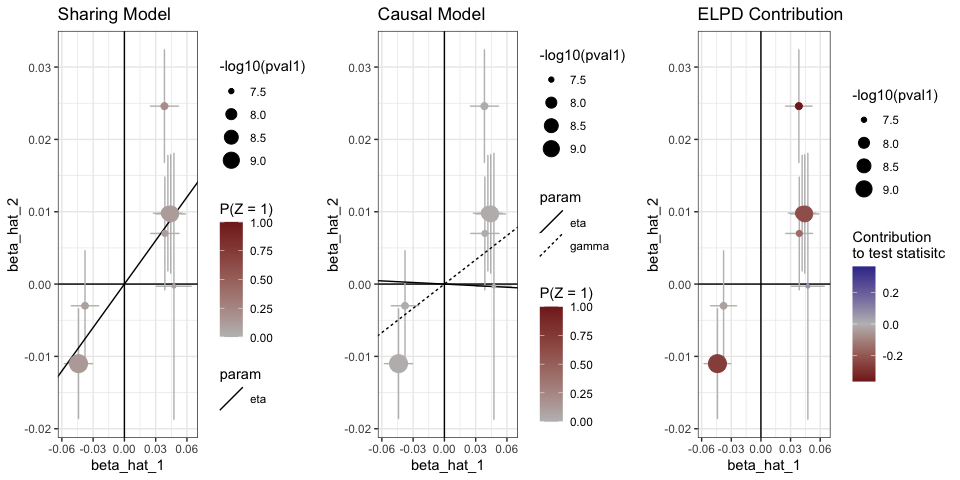 Sharing Model
beta_hat_2
0.03
0.02
0.01
0.00
-0.01
-0.02
-0.06 -0.03 0.00 0.03 0.06
beta_hat_1
-log10(pval1)
7.5
8.0
8.5
9.0
P(Z = 1)
1.00
0.75
0.50
0.25
0.00
param
eta
Causal Model
beta_hat_2
0.03
0.02
0.01
0.00
-0.01
-0.02
-0.06 -0.03 0.00 0.03 0.06
beta_hat_1
-log10(pval1)
7.5
8.0
8.5
9.0
param
eta
gamma
P(Z = 1)
1.00
0.75
0.50
0.25
0.00
ELPD Contribution
beta_hat_2
0.03
0.02
0.01
0.00
-0.01
-0.02
-0.06 -0.03 0.00 0.03 0.06
beta_hat_1
-log10(pval1)
7.5
8.0
8.5
9.0
Contribution
to test statisitc
0.2
0.0
-0.2